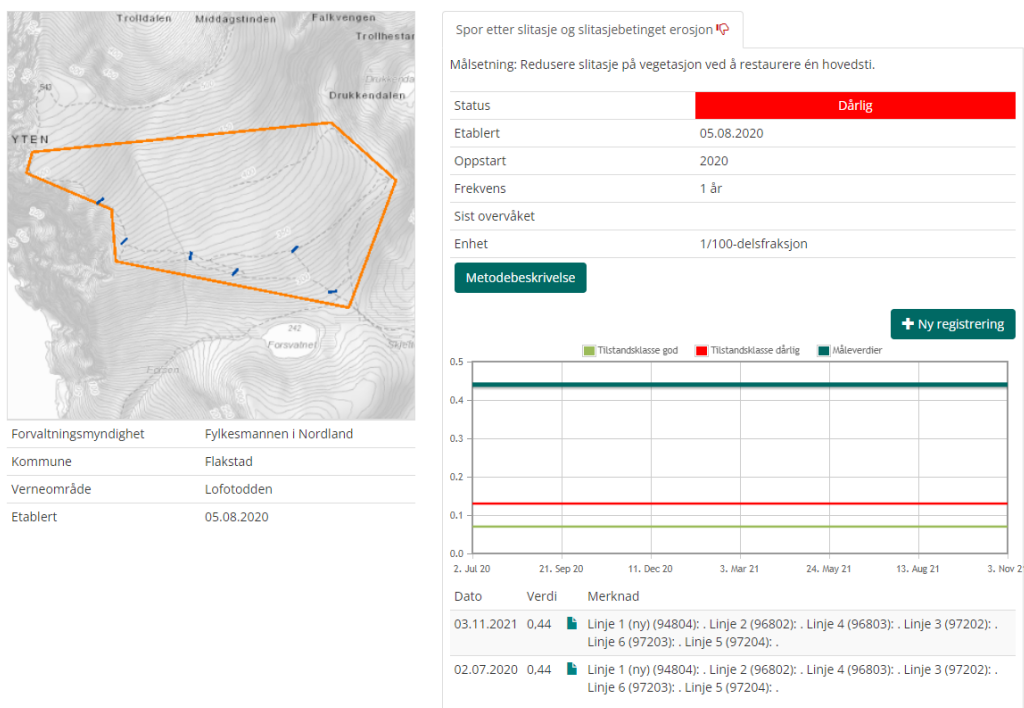 Trolldalen
Middagstinden
Falkvengen
Trollhestar
542
Drukkenda
Drukkendalen
YTEN
242
Forsvatnet
Skjelt
Epizen
Forvaltningsmyndighet Fylkesmannen i Nordland
Kommune Flakstad
Verneområde Lofotodden
Etablert 05.08.2020
Spor etter slitasje og slitasjebetinget erosjon
Målsetning: Redusere slitasje på vegetasjon ved å restaurere én hovedsti.
Status Dårlig
Etablert 05.08.2020
Oppstart 2020
Frekvens 1 år
Sist overvåket
Enhet 1/100-delsfraksjon
Metodebeskrivelse
Ny registrering
Tilstandsklasse god Tilstandsklasse dårlig Måleverdier
0.5
0.4
0.3
0.2
0.1
0.0
2. Jul 20 21. Sep 20 11. Dec 20 3. Mar 21 24. May 21 13. Aug 21 3. Nov 21
Dato Verdi Merknad
03.11.2021 0,44 Linje 1 (ny) (94804): . Linje 2 (96802): . Linje 4 (96803): . Linje 3 (97202): .
Linje 6 (97203): . Linje 5 (97204): .
02.07.2020 0,44 Linje 1 (ny) (94804): . Linje 2 (96802): . Linje 4 (96803): . Linje 3 (97202): .
Linje 6 (97203): . Linje 5 (97204): .